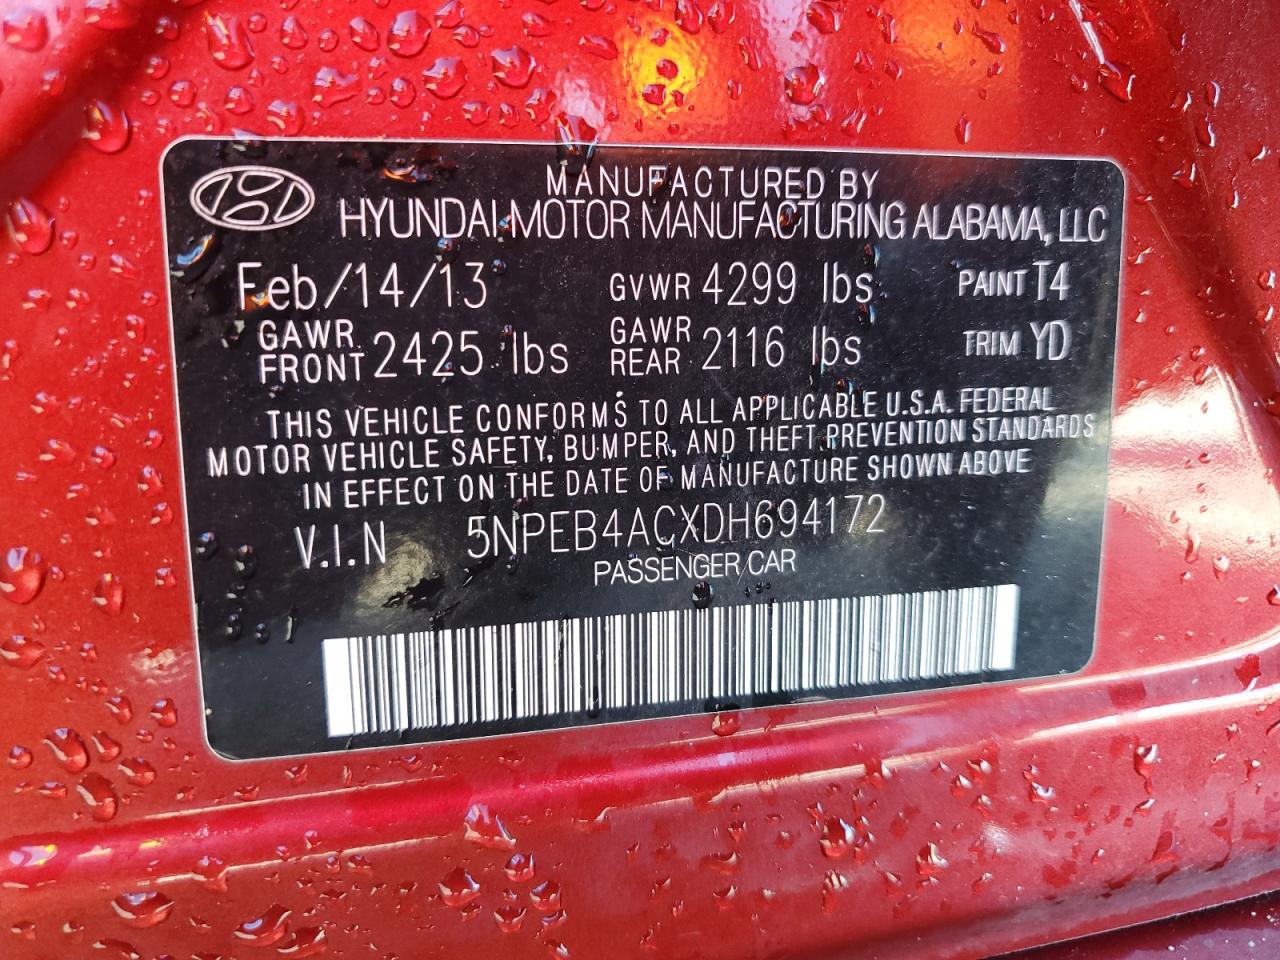 MANUFACTURED BY
HYUNDAI MOTOR MANUFACTURING ALABAMA, LLC
Feb/14/13 GVWR 4299 lbs PAINT T4
GAWR FRONT 2425 lbs GAWR REAR 2116 lbs TRIM YD
THIS VEHICLE CONFORMS TO ALL APPLICABLE U.S.A. FEDERAL
MOTOR VEHICLE SAFETY, BUMPER, AND THEFT PREVENTION STANDARDS
IN EFFECT ON THE DATE OF MANUFACTURE SHOWN ABOVE
V.I.N 5NPEB4ACXDH694172
PASSENGER CAR